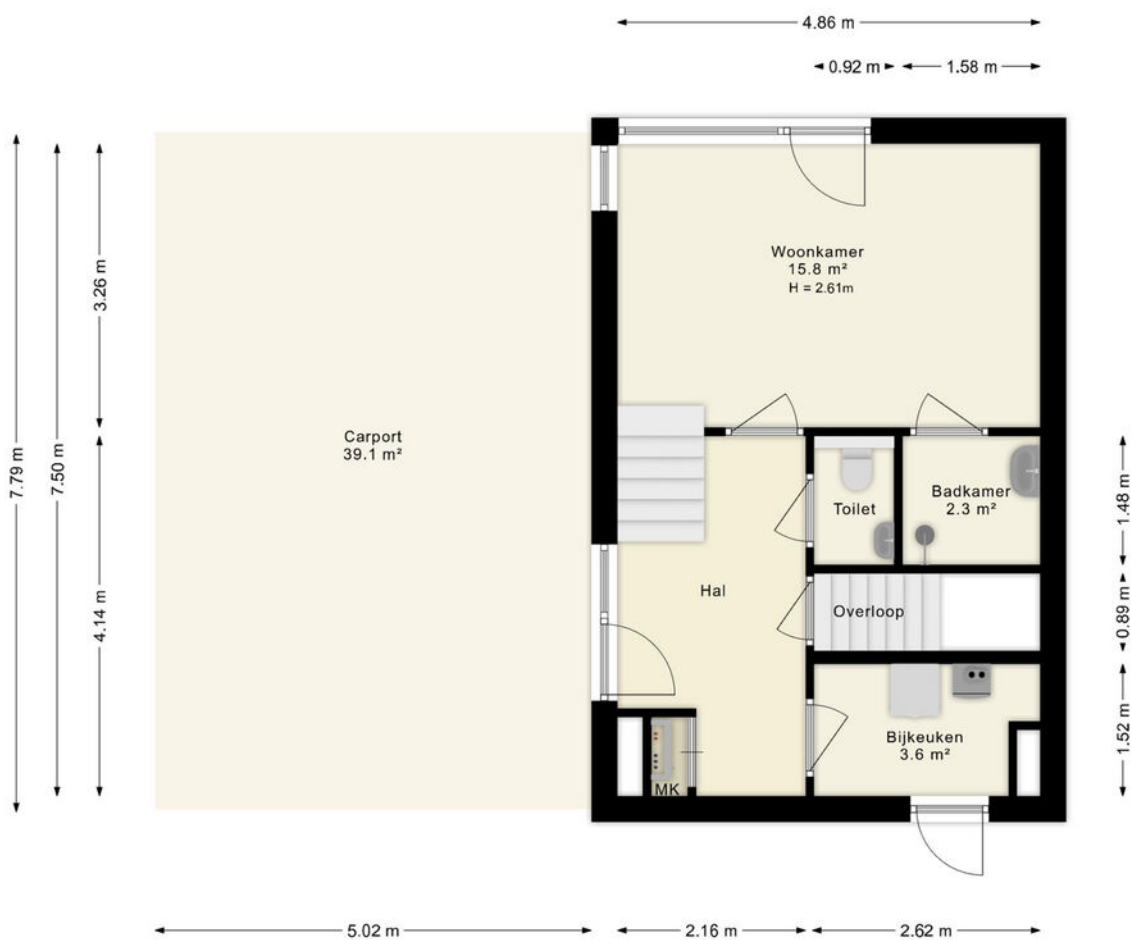 4.86 m
0.92 m
1.58 m
7.79 m
7.50 m
3.26 m
4.14 m
Carport
39.1 m²
Woonkamer
15.8 m²
H = 2.61m
Toilet
Badkamer
2.3 m²
Hal
Overloop
Bijkeuken
3.6 m²
MK
1.48 m
0.89 m
1.52 m
5.02 m
2.16 m
2.62 m